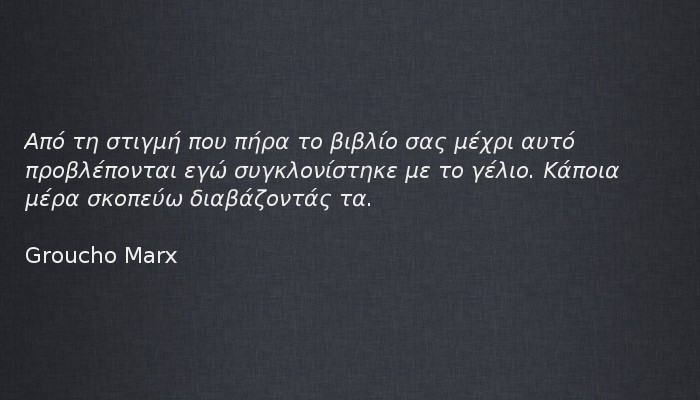 Από τη στιγμή που πήρα το βιβλίο σας μέχρι αυτό
προβλέπονται εγώ συγκλονίστηκε με το γέλιο. Κάποια
μέρα σκοπεύω διαβάζοντάς τα.
Groucho Marx